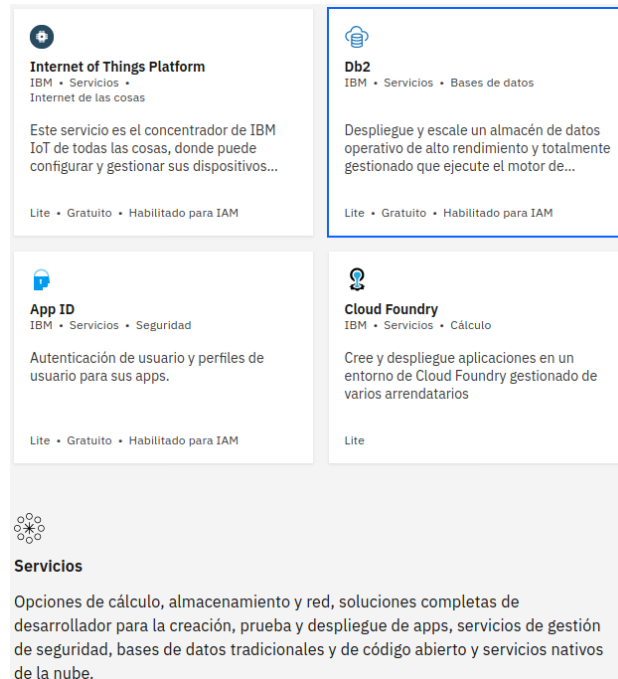 Internet of Things Platform
IBM • Servicios •
Internet de las cosas
Este servicio es el concentrador de IBM
IoT de todas las cosas, donde puede
configurar y gestionar sus dispositivos...
Lite • Gratuito • Habilitado para IAM
Db2
IBM • Servicios • Bases de datos
Despliegue y escale un almacén de datos
operativo de alto rendimiento y totalmente
gestionado que ejecute el motor de...
Lite • Gratuito • Habilitado para IAM
App ID
IBM • Servicios • Seguridad
Autenticación de usuario y perfiles de
usuario para sus apps.
Lite • Gratuito • Habilitado para IAM
Cloud Foundry
IBM • Servicios • Cálculo
Cree y despliegue aplicaciones en un
entorno de Cloud Foundry gestionado de
varios arrendatarios
Lite
Servicios
Opciones de cálculo, almacenamiento y red, soluciones completas de
desarrollador para la creación, prueba y despliegue de apps, servicios de gestión
de seguridad, bases de datos tradicionales y de código abierto y servicios nativos
de la nube.